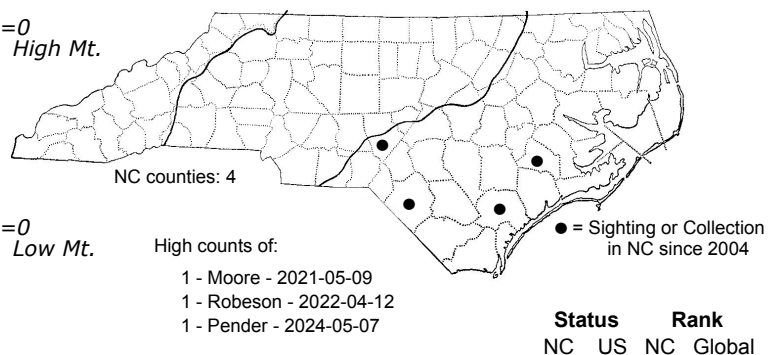 =0
High Mt.
NC counties: 4
=0
Low Mt.
High counts of:
1 - Moore - 2021-05-09
1 - Robeson - 2022-04-12
1 - Pender - 2024-05-07
● = Sighting or Collection
in NC since 2004
Status Rank
NC US NC Global